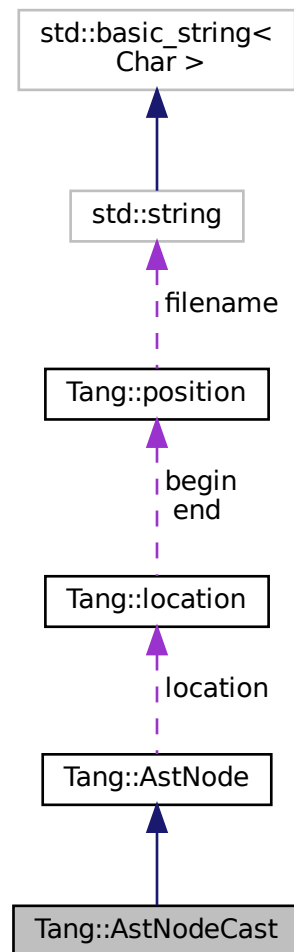 std::basic_string<
Char >
std::string
filename
Tang::position
begin
end
Tang::location
location
Tang::AstNode
Tang::AstNodeCast